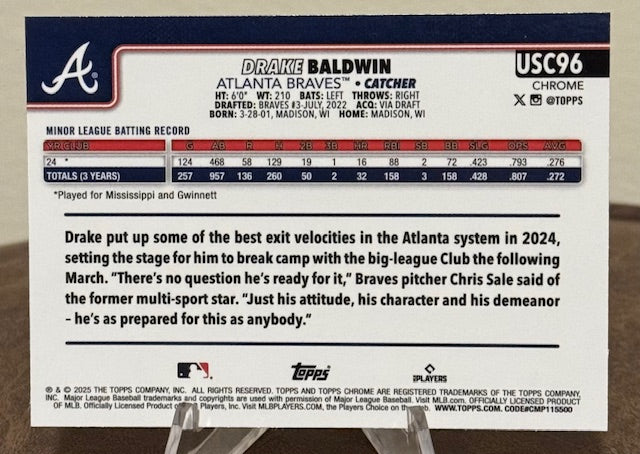 A
DRAKE BALDWIN
USC96
ATLANTA BRAVES™ • CATCHER
CHROME
HT: 6'0" WT: 210 BATS: LEFT THROWS: RIGHT
X @TOPPS
DRAFTED: BRAVES #3-JULY, 2022 ACQ: VIA DRAFT
BORN: 3-28-01, MADISON, WI HOME: MADISON, WI
MINOR LEAGUE BATTING RECORD
YR CLUB G AB R H 2B 3B HR RBI SB BB SLG OPS AVG
24 * 124 468 58 129 19 1 16 88 2 72 .423 .793 .276
TOTALS (3 YEARS) 257 957 136 260 50 2 32 158 3 158 .428 .807 .272
*Played for Mississippi and Gwinnett
Drake put up some of the best exit velocities in the Atlanta system in 2024,
setting the stage for him to break camp with the big-league Club the following
March. "There's no question he's ready for it," Braves pitcher Chris Sale said of
the former multi-sport star. "Just his attitude, his character and his demeanor
– he's as prepared for this as anybody."
Topps
PLAYERS
® & © 2025 THE TOPPS COMPANY, INC. ALL RIGHTS RESERVED. TOPPS AND TOPPS CHROME ARE REGISTERED TRADEMARKS OF THE TOPPS COMPANY,
INC. Major League Baseball trademarks and copyrights are used with permission of Major League Baseball. Visit MLB.com. OFFICIALLY LICENSED PRODUCT
OF MLB. Officially Licensed Product Players, Inc. Visit MLBPLAYERS.COM, the Players Choice on the web. WWW.TOPPS.COM. CODE#CMP115500